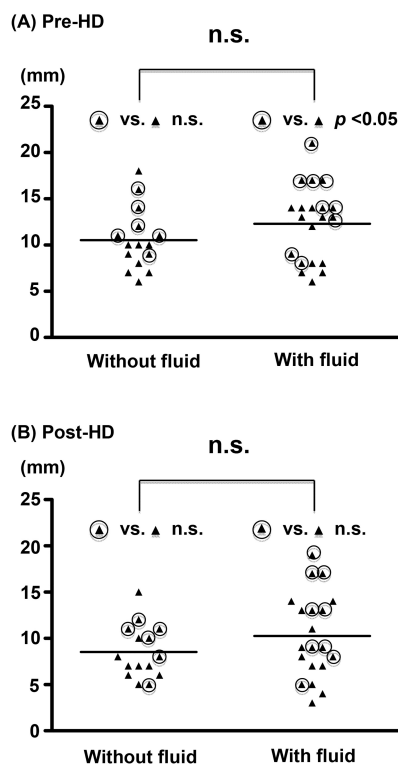 (A) Pre-HD
n.s.
(mm)
25
vs. n.s.
vs. p <0.05
20
15
10
5
0
Without fluid
With fluid
(B) Post-HD
n.s.
(mm)
25
vs. n.s.
vs. n.s.
20
15
10
5
0
Without fluid
With fluid